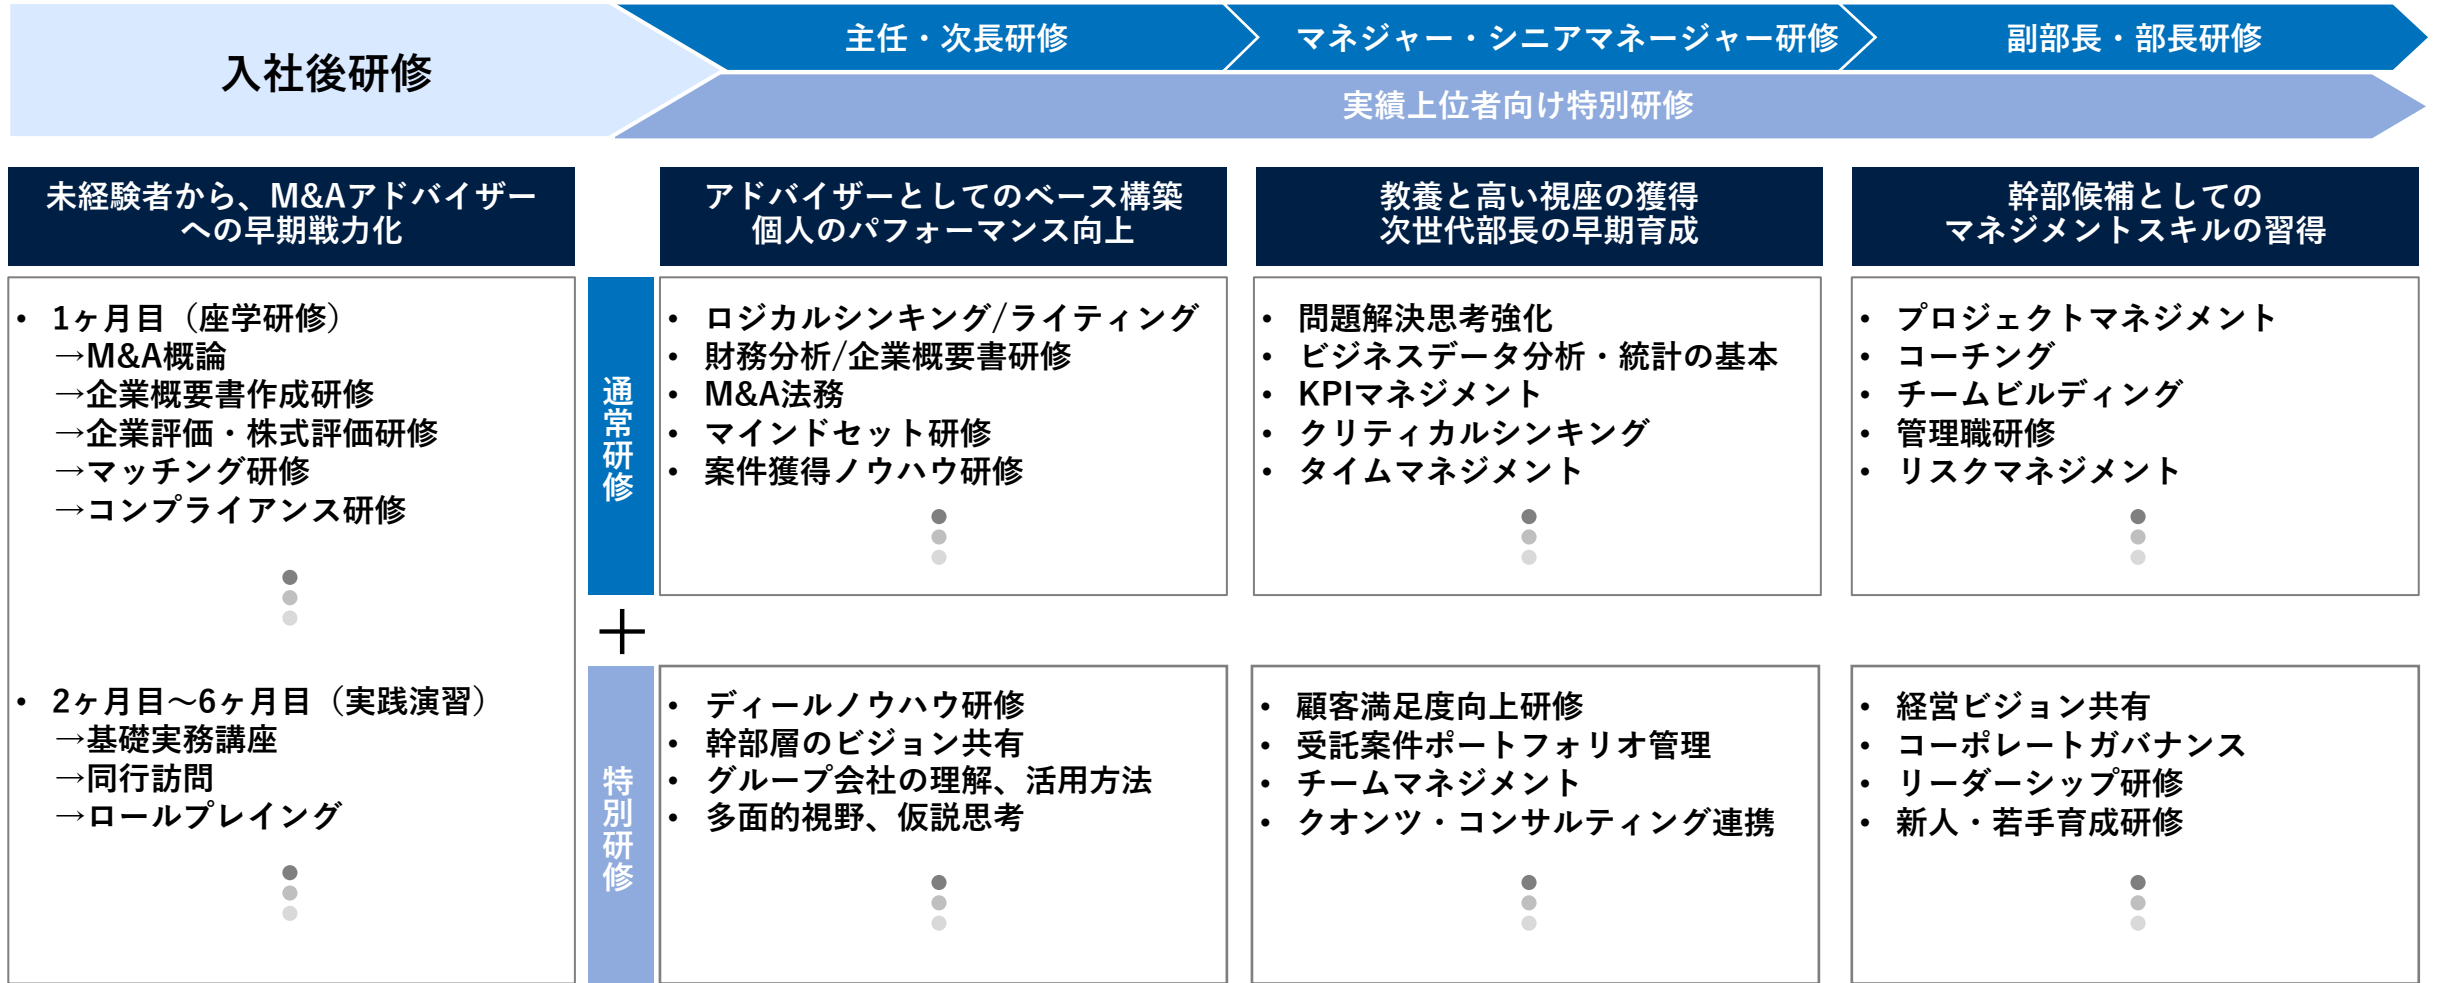 入社後研修
主任・次長研修
マネジャー・シニアマネージャー研修
副部長・部長研修
実績上位者向け特別研修
未経験者から、M&Aアドバイザー
への早期戦力化
• 1ヶ月目（座学研修）
→M&A概論
→企業概要書作成研修
→企業評価・株式評価研修
→マッチング研修
→コンプライアンス研修
• 2ヶ月目～6ヶ月目（実践演習）
→基礎実務講座
→同行訪問
→ロールプレイング
通常研修
＋
特別研修
アドバイザーとしてのベース構築
個人のパフォーマンス向上
• ロジカルシンキング/ライティング
• 財務分析/企業概要書研修
• M&A法務
• マインドセット研修
• 案件獲得ノウハウ研修
• ディールノウハウ研修
• 幹部層のビジョン共有
• グループ会社の理解、活用方法
• 多面的視野、仮説思考
教養と高い視座の獲得
次世代部長の早期育成
• 問題解決思考強化
• ビジネスデータ分析・統計の基本
• KPIマネジメント
• クリティカルシンキング
• タイムマネジメント
• 顧客満足度向上研修
• 受託案件ポートフォリオ管理
• チームマネジメント
• クオンツ・コンサルティング連携
幹部候補としての
マネジメントスキルの習得
• プロジェクトマネジメント
• コーチング
• チームビルディング
• 管理職研修
• リスクマネジメント
• 経営ビジョン共有
• コーポレートガバナンス
• リーダーシップ研修
• 新人・若手育成研修